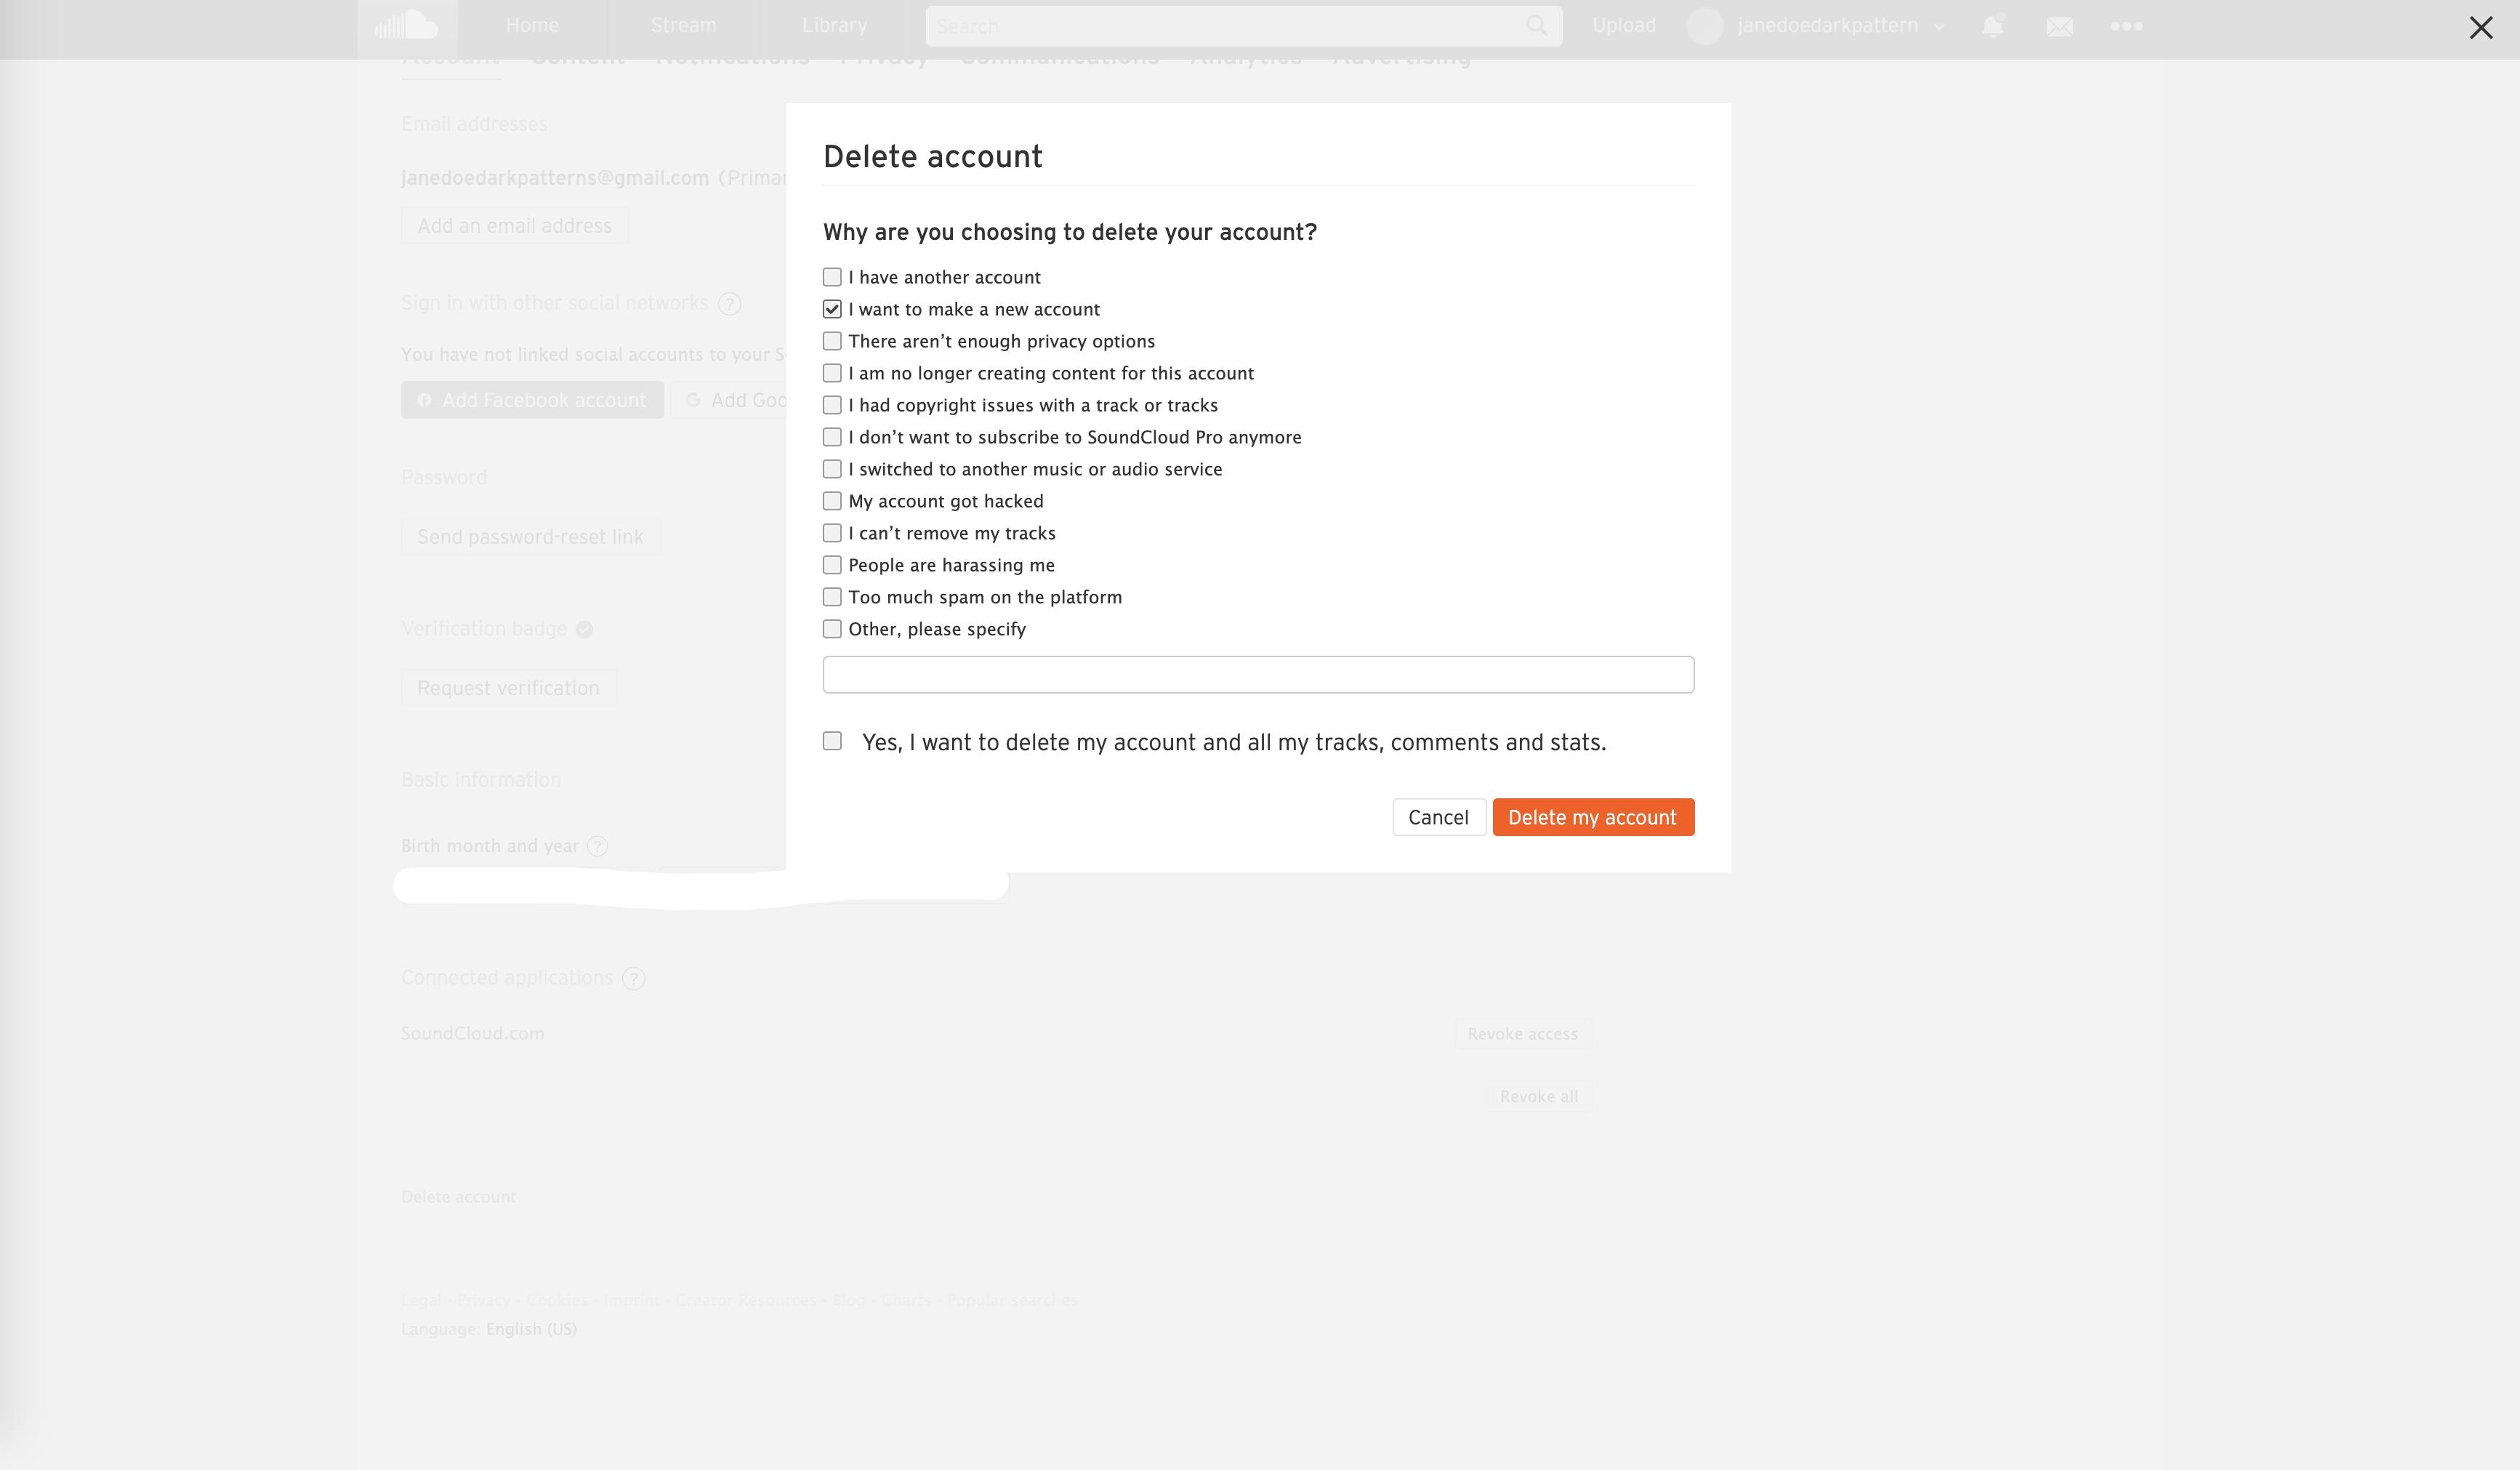 Home Stream Library Search Upload janedoedarkpattern
Account Content Notifications Privacy Communications Analytics Advertising
Email addresses
janedoedarkpatterns@gmail.com (Primar
Add an email address
Sign in with other social networks ?
You have not linked social accounts to your S
Add Facebook account G Add Goo
Password
Send password-reset link
Verification badge
Request verification
Basic information
Birth month and year ?
Connected applications ?
SoundCloud.com Revoke access
Revoke all
Delete account
Legal - Privacy - Cookies - Imprint - Creator Resources - Blog - Charts - Popular searches
Language: English (US)
Delete account
Why are you choosing to delete your account?
I have another account
I want to make a new account
There aren’t enough privacy options
I am no longer creating content for this account
I had copyright issues with a track or tracks
I don’t want to subscribe to SoundCloud Pro anymore
I switched to another music or audio service
My account got hacked
I can’t remove my tracks
People are harassing me
Too much spam on the platform
Other, please specify
Yes, I want to delete my account and all my tracks, comments and stats.
Cancel Delete my account